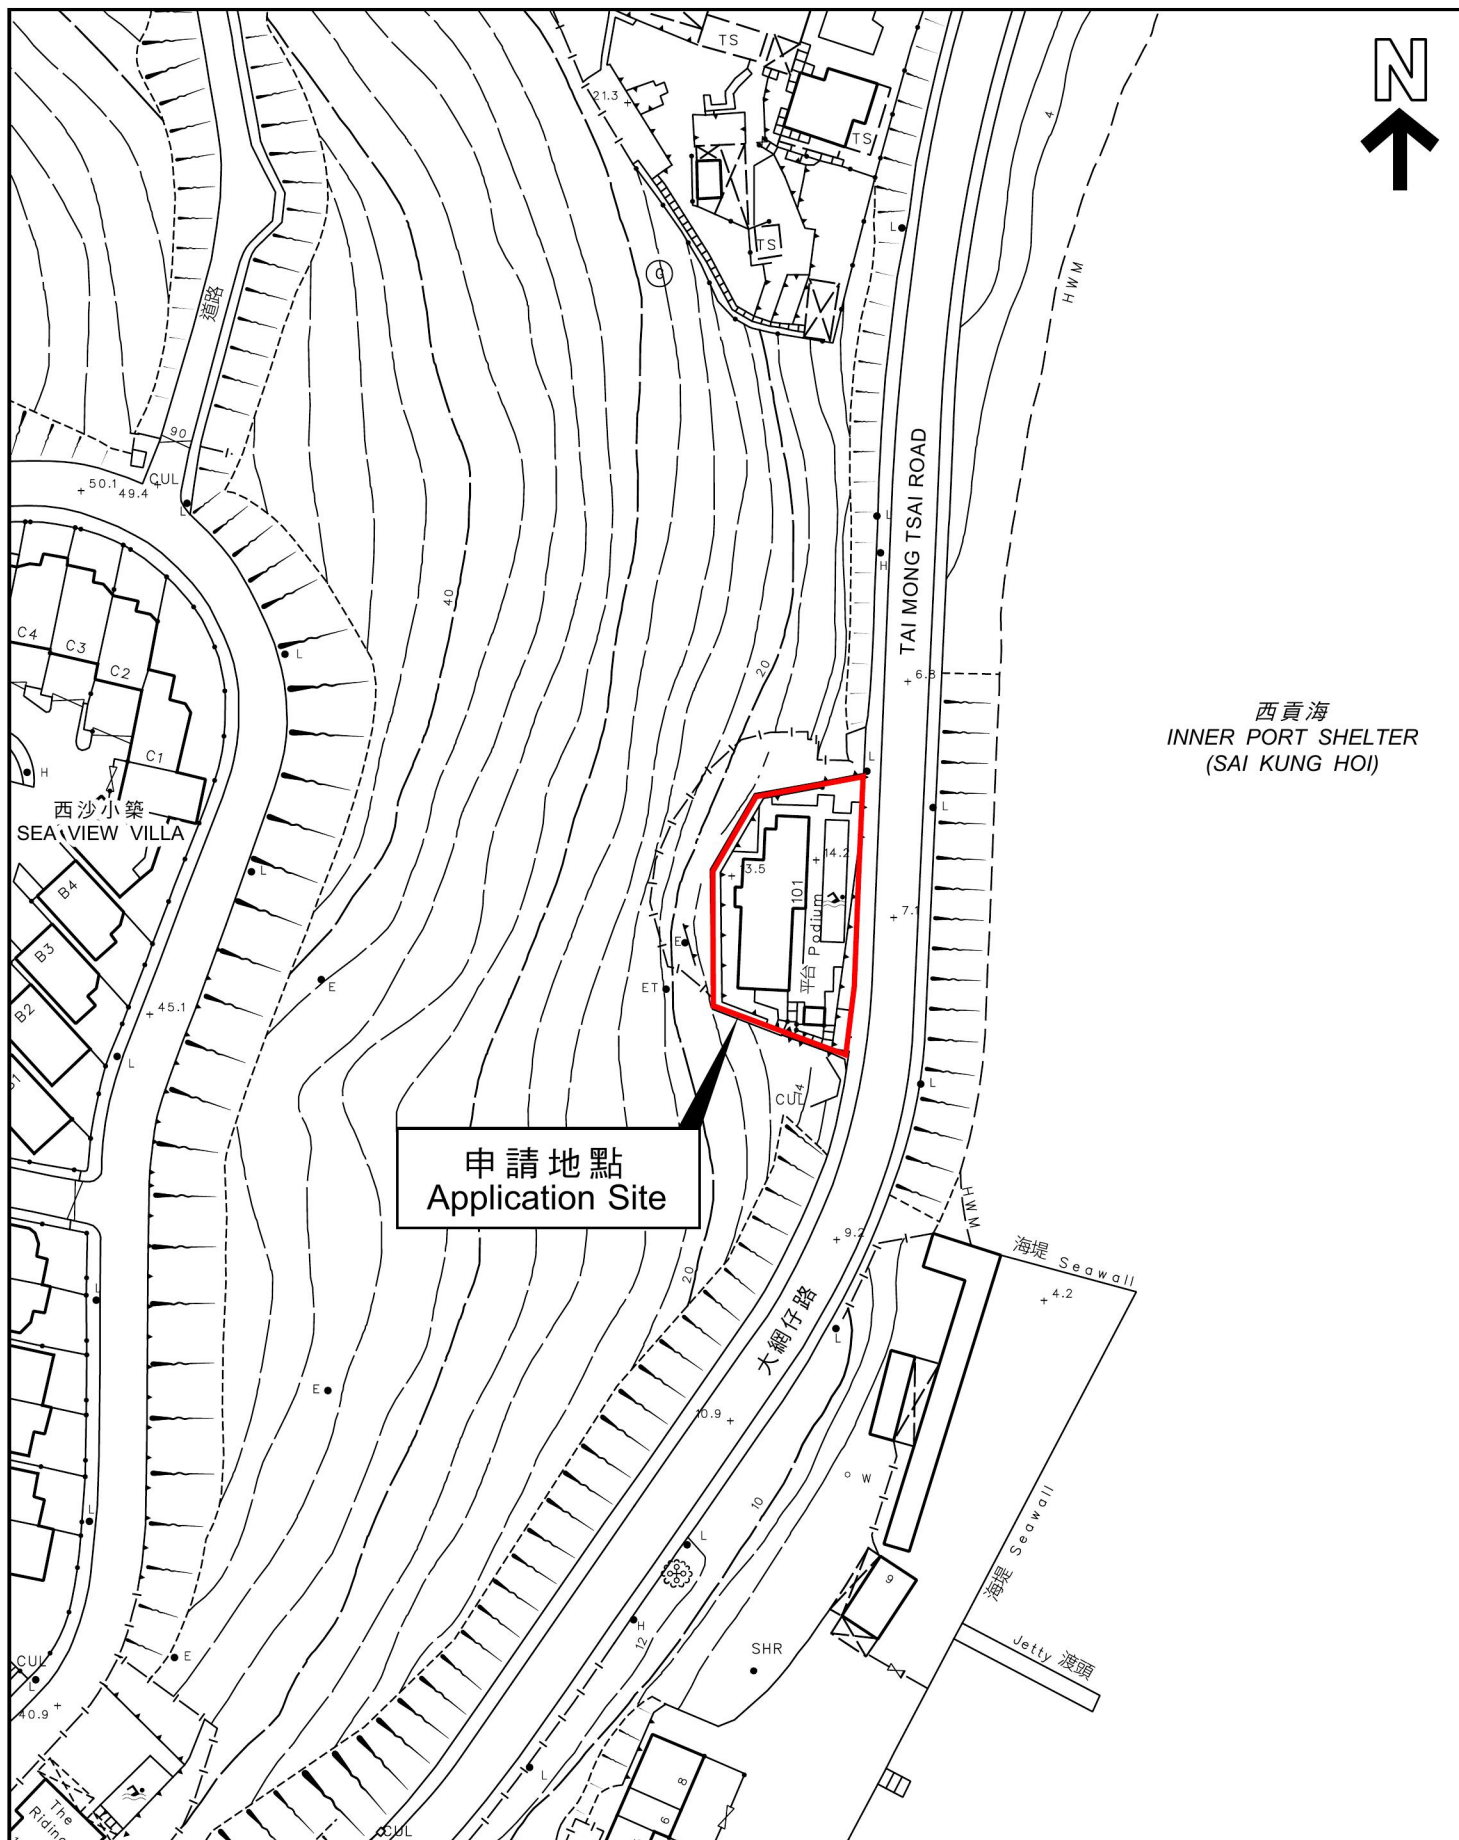 N
TS
21.3
TS
TS
4
L
HWM
G
道路
90
50.1
49.4
CUL
L
L
H
TAI MONG TSAI ROAD
40
20
6.8
C4
C3
C2
C1
L
H
L
L
西貢海
INNER PORT SHELTER
(SAI KUNG HOI)
西沙小築
SEA VIEW VILLA
B4
B3
B2
L
45.1
L
E
E
ET
13.5
14.2
101
平台 Podium
7.1
L
CUL
14
申請地點
Application Site
HWM
9.2
海堤 Seawall
4.2
20
大網仔路
L
L
E
10.9
W
10
L
海堤 Seawall
L
9
H
12
SHR
Jetty 渡頭
E
CUL
L
40.9
L
8
6
The
CUL